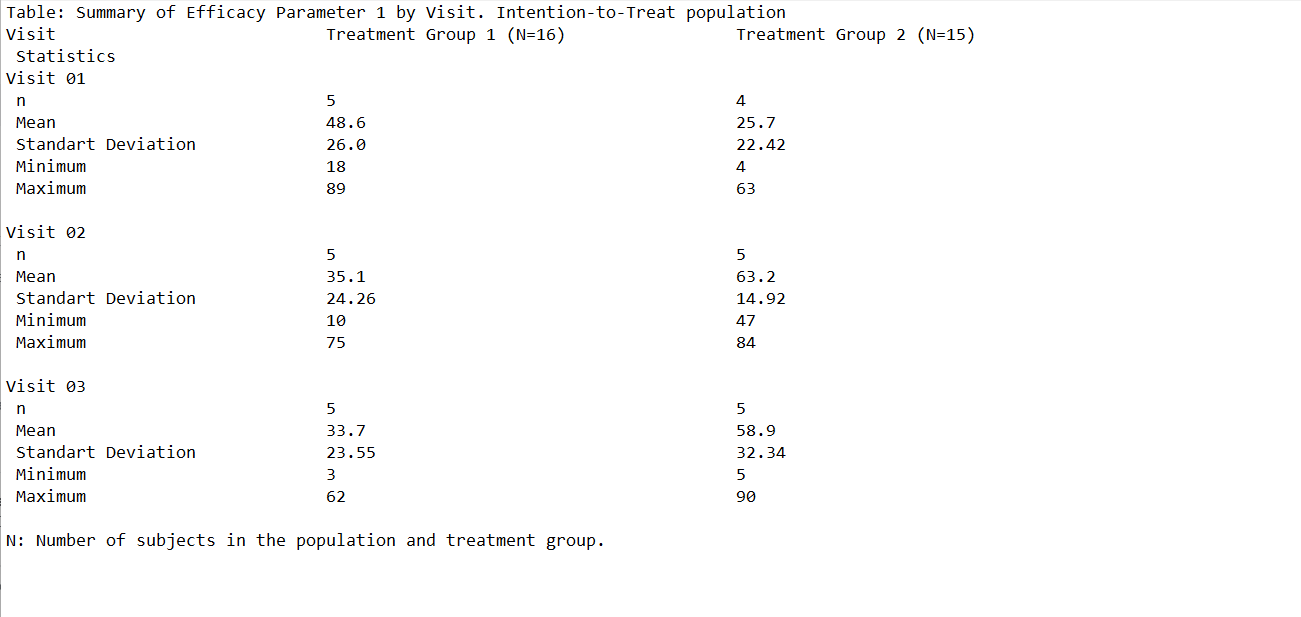 Table: Summary of Efficacy Parameter 1 by Visit. Intention-to-Treat population
Visit Treatment Group 1 (N=16) Treatment Group 2 (N=15)
Statistics
Visit 01
n 5 4
Mean 48.6 25.7
Standart Deviation 26.0 22.42
Minimum 18 4
Maximum 89 63
Visit 02
n 5 5
Mean 35.1 63.2
Standart Deviation 24.26 14.92
Minimum 10 47
Maximum 75 84
Visit 03
n 5 5
Mean 33.7 58.9
Standart Deviation 23.55 32.34
Minimum 3 5
Maximum 62 90
N: Number of subjects in the population and treatment group.